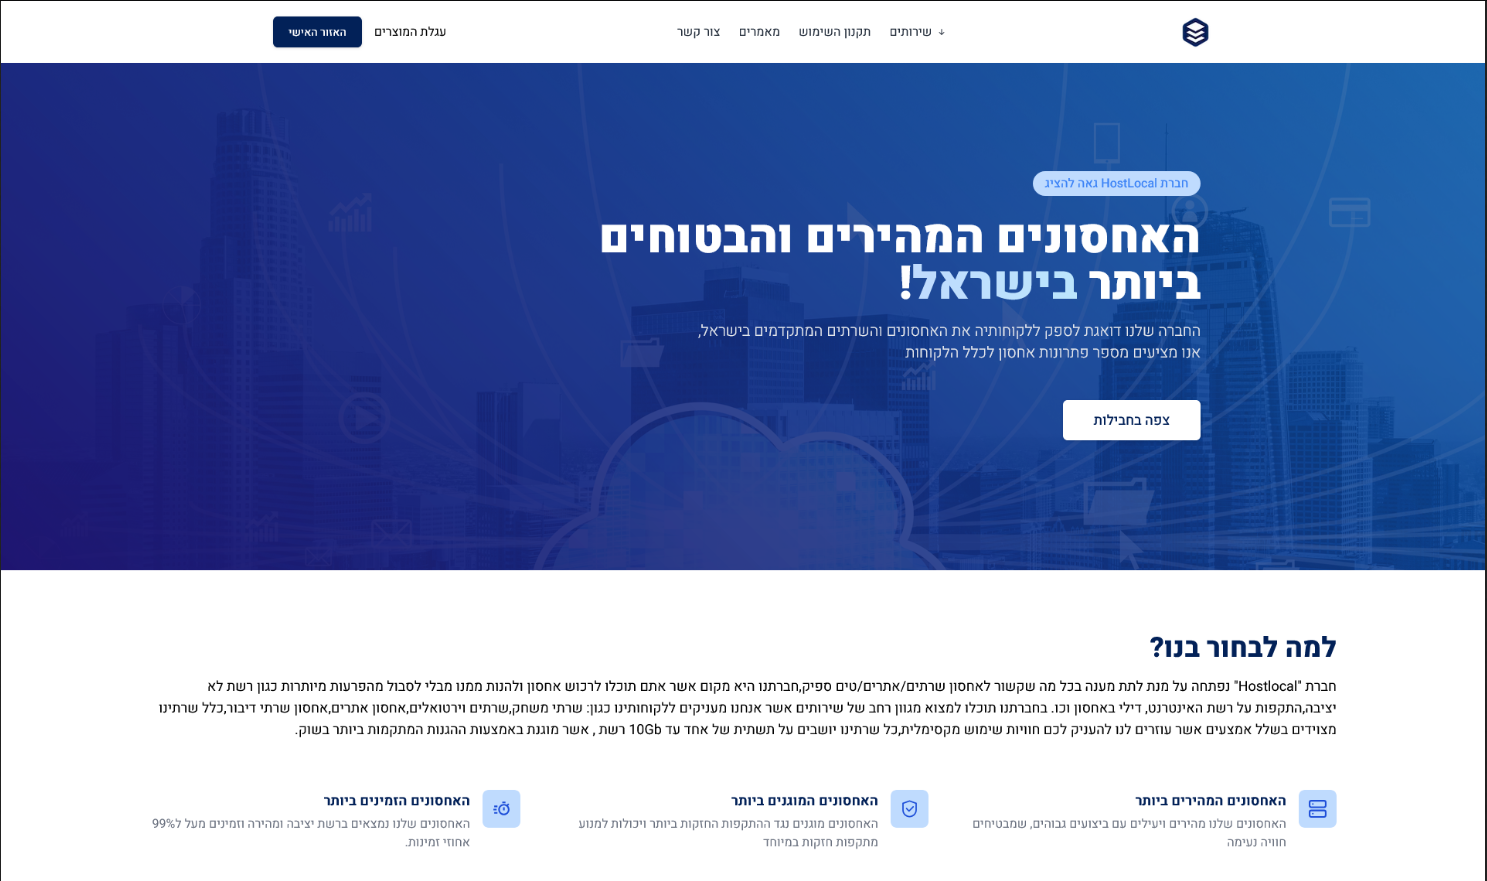 ↓ שירותים תקנון השימוש מאמרים צור קשר
עגלת המוצרים
האזור האישי
חברת HostLocal גאה להציג
האחסונים המהירים והבטוחים
ביותר בישראל!
החברה שלנו דואגת לספק ללקוחותיה את האחסונים והשרתים המתקדמים בישראל,
אנו מציעים מספר פתרונות אחסון לכלל הלקוחות
צפה בחבילות
למה לבחור בנו?
חברת "Hostlocal" נפתחה על מנת לתת מענה בכל מה שקשור לאחסון שרתים/אתרים/טים ספיק,חברתנו היא מקום אשר אתם תוכלו לרכוש אחסון ולהנות ממנו מבלי לסבול מהפרעות מיותרות כגון רשת לא
יציבה,התקפות על רשת האינטרנט, דילי באחסון וכו. בחברתנו תוכלו למצוא מגוון רחב של שירותים אשר אנחנו מעניקים ללקוחותינו כגון: שרתי משחק,שרתים וירטואלים,אחסון אתרים,אחסון שרתי דיבור,כלל שרתינו
מצוידים בשלל אמצעים אשר עוזרים לנו להעניק לכם חוויות שימוש מקסימלית,כל שרתינו יושבים על תשתית של אחד עד 10Gb רשת , אשר מוגנת באמצעות ההגנות המתקמות ביותר בשוק.
האחסונים המהירים ביותר
האחסונים שלנו מהירים ויעילים עם ביצועים גבוהים, שמבטיחים
חוויה נעימה
האחסונים המוגנים ביותר
האחסונים מוגנים נגד ההתקפות החזקות ביותר ויכולות למנוע
מתקפות חזקות במיוחד
האחסונים הזמינים ביותר
האחסונים שלנו נמצאים ברשת יציבה ומהירה וזמינים מעל ל99%
אחוזי זמינות.